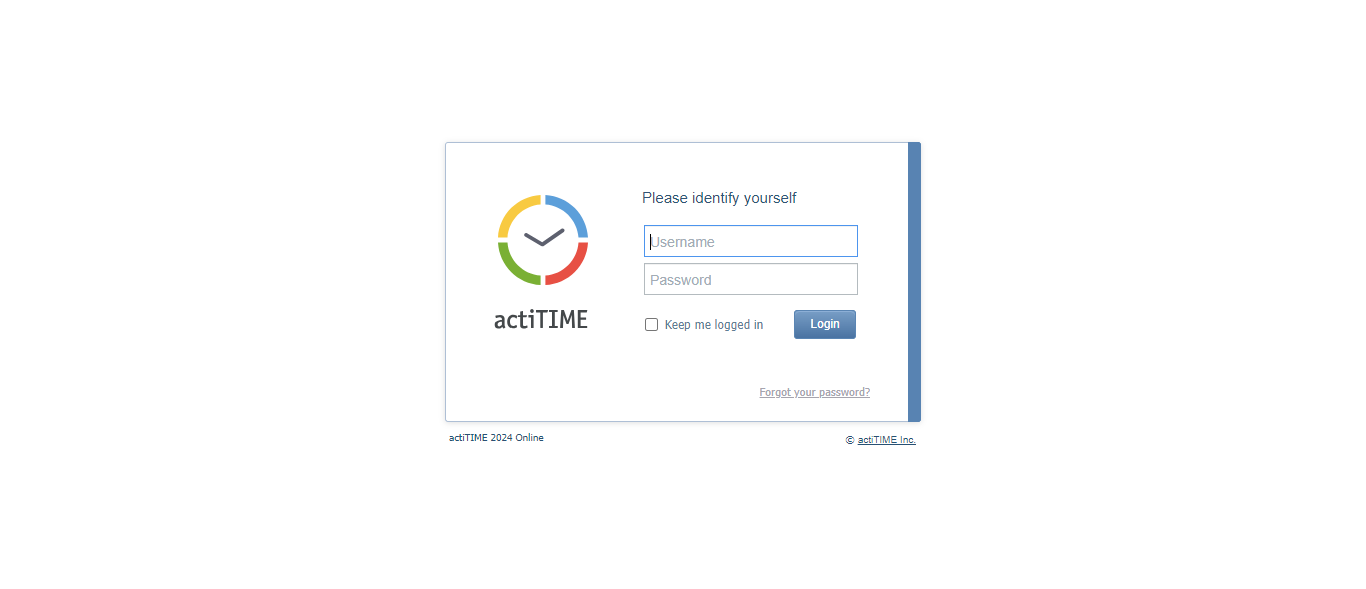 Please identify yourself
Username
Password
actiTIME
Keep me logged in
Login
Forgot your password?
actiTIME 2024 Online
© actiTIME Inc.